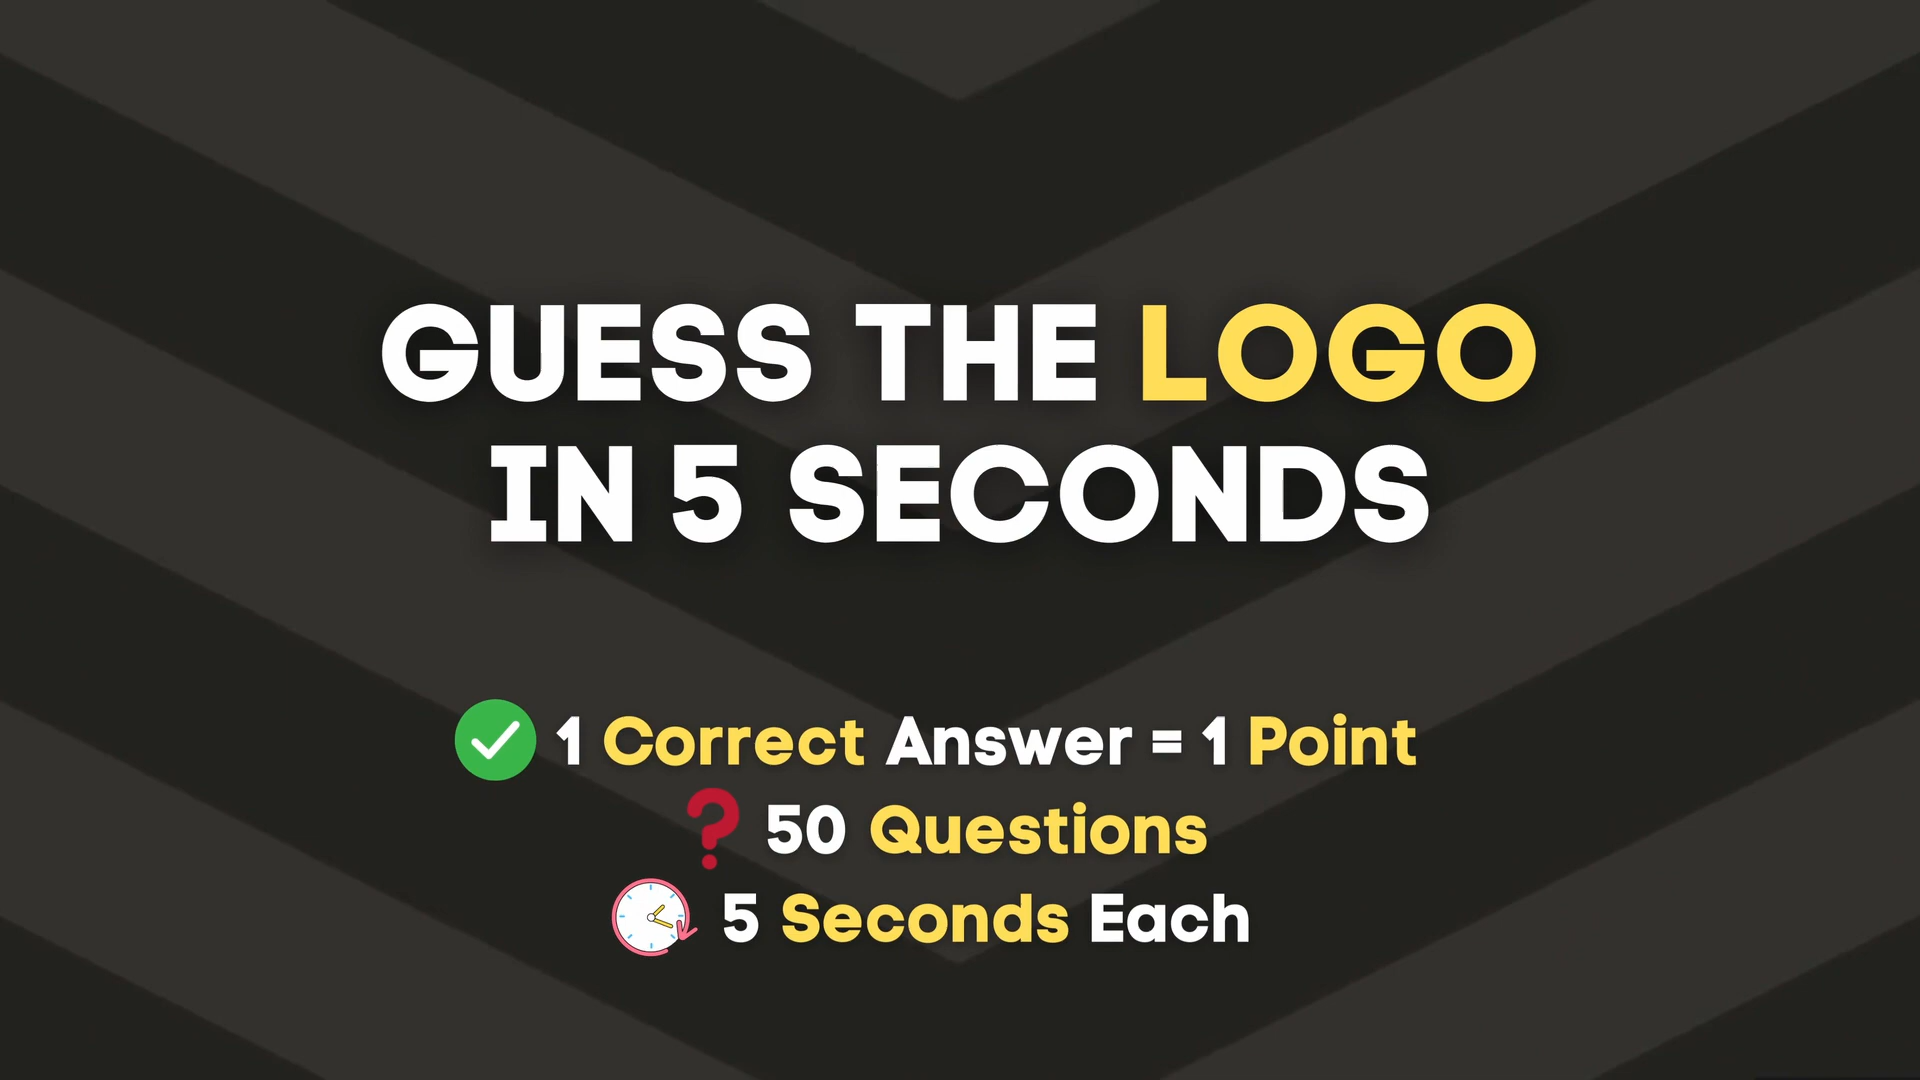 GUESS THE LOGO
IN 5 SECONDS
1 Correct Answer = 1 Point
50 Questions
5 Seconds Each